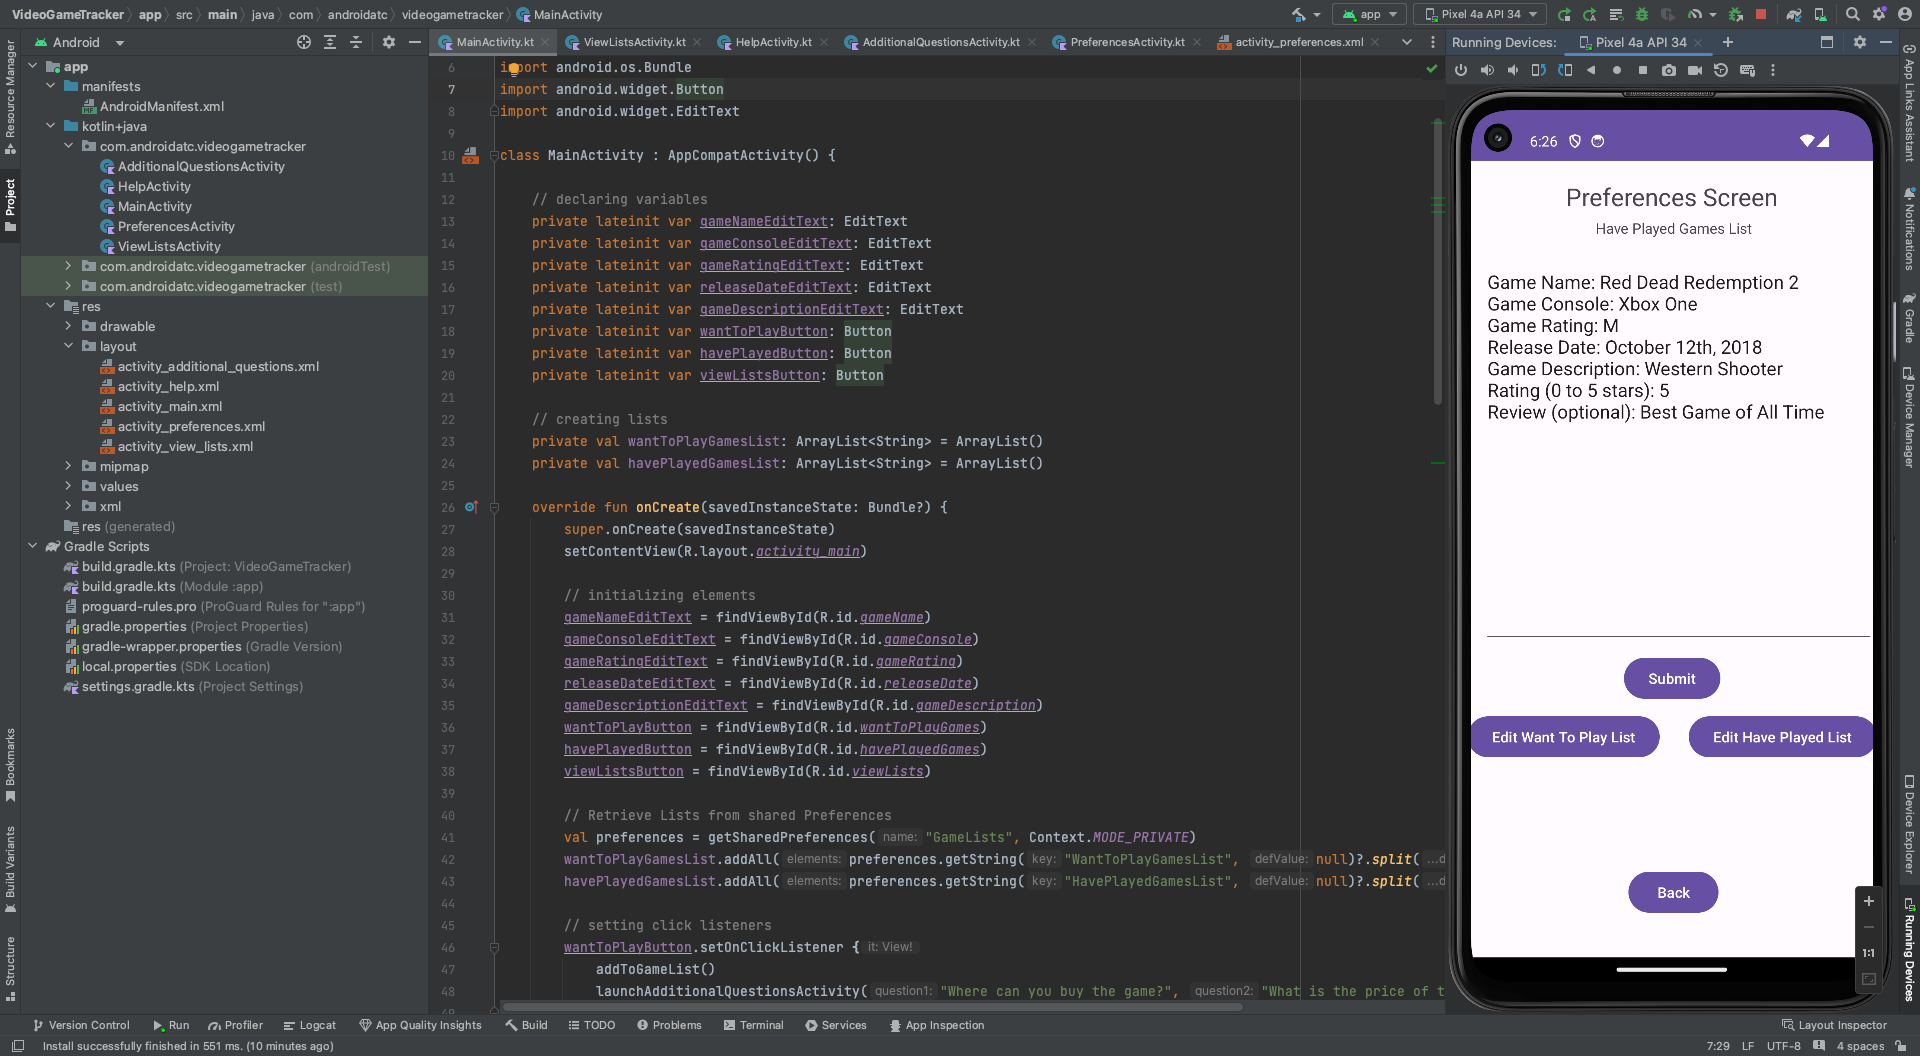 VideoGameTracker app src main java com androidatc videogametracker MainActivity
app Pixel 4a API 34
Android
MainActivity.kt ViewListsActivity.kt HelpActivity.kt AdditionalQuestionsActivity.kt PreferencesActivity.kt activity_preferences.xml
Running Devices: Pixel 4a API 34
Resource Manager
Project
Bookmarks
Build Variants
Structure
app
manifests
AndroidManifest.xml
kotlin+java
com.androidatc.videogametracker
AdditionalQuestionsActivity
HelpActivity
MainActivity
PreferencesActivity
ViewListsActivity
com.androidatc.videogametracker (androidTest)
com.androidatc.videogametracker (test)
res
drawable
layout
activity_additional_questions.xml
activity_help.xml
activity_main.xml
activity_preferences.xml
activity_view_lists.xml
mipmap
values
xml
res (generated)
Gradle Scripts
build.gradle.kts (Project: VideoGameTracker)
build.gradle.kts (Module :app)
proguard-rules.pro (ProGuard Rules for ":app")
gradle.properties (Project Properties)
gradle-wrapper.properties (Gradle Version)
local.properties (SDK Location)
settings.gradle.kts (Project Settings)
6 import android.os.Bundle
7 import android.widget.Button
8 import android.widget.EditText
9
10 class MainActivity : AppCompatActivity() {
11
12 // declaring variables
13 private lateinit var gameNameEditText: EditText
14 private lateinit var gameConsoleEditText: EditText
15 private lateinit var gameRatingEditText: EditText
16 private lateinit var releaseDateEditText: EditText
17 private lateinit var gameDescriptionEditText: EditText
18 private lateinit var wantToPlayButton: Button
19 private lateinit var havePlayedButton: Button
20 private lateinit var viewListsButton: Button
21
22 // creating lists
23 private val wantToPlayGamesList: ArrayList<String> = ArrayList()
24 private val havePlayedGamesList: ArrayList<String> = ArrayList()
25
26 override fun onCreate(savedInstanceState: Bundle?) {
27 super.onCreate(savedInstanceState)
28 setContentView(R.layout.activity_main)
29
30 // initializing elements
31 gameNameEditText = findViewById(R.id.gameName)
32 gameConsoleEditText = findViewById(R.id.gameConsole)
33 gameRatingEditText = findViewById(R.id.gameRating)
34 releaseDateEditText = findViewById(R.id.releaseDate)
35 gameDescriptionEditText = findViewById(R.id.gameDescription)
36 wantToPlayButton = findViewById(R.id.wantToPlayGames)
37 havePlayedButton = findViewById(R.id.havePlayedGames)
38 viewListsButton = findViewById(R.id.viewLists)
39
40 // Retrieve Lists from shared Preferences
41 val preferences = getSharedPreferences( name: "GameLists", Context.MODE_PRIVATE)
42 wantToPlayGamesList.addAll( elements: preferences.getString( key: "WantToPlayGamesList", defValue: null)?.split( ...d
43 havePlayedGamesList.addAll( elements: preferences.getString( key: "HavePlayedGamesList", defValue: null)?.split( ...d
44
45 // setting click listeners
46 wantToPlayButton.setOnClickListener { it: View!
47 addToGameList()
48 launchAdditionalQuestionsActivity( question1: "Where can you buy the game?", question2: "What is the price of t
6:26
Preferences Screen
Have Played Games List
Game Name: Red Dead Redemption 2
Game Console: Xbox One
Game Rating: M
Release Date: October 12th, 2018
Game Description: Western Shooter
Rating (0 to 5 stars): 5
Review (optional): Best Game of All Time
Submit
Edit Want To Play List
Edit Have Played List
Back
1:1
App Links Assistant
Notifications
Gradle
Device Manager
Device Explorer
Running Devices
Version Control Run Profiler Logcat App Quality Insights Build TODO Problems Terminal Services App Inspection Layout Inspector
Install successfully finished in 551 ms. (10 minutes ago) 7:29 LF UTF-8 4 spaces